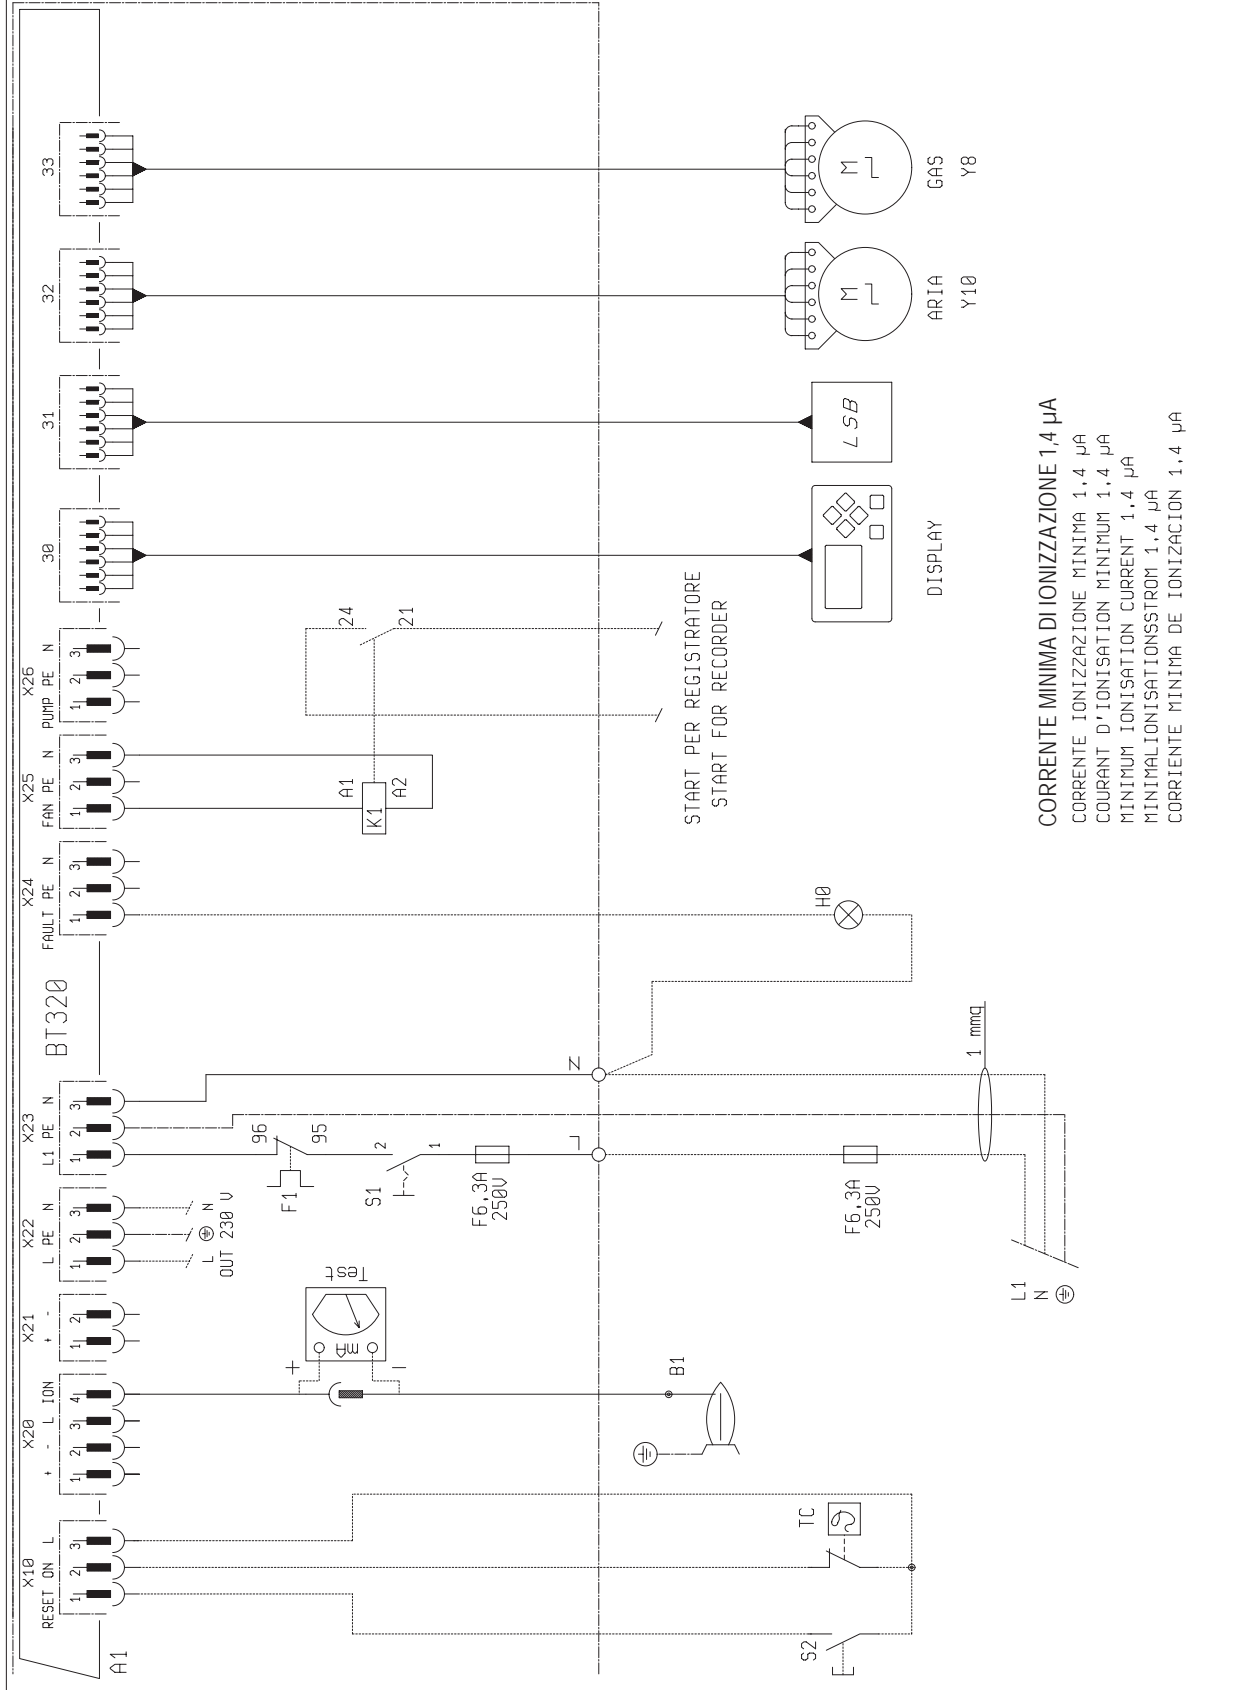 A1
BT320
X10
RESET ON L
1 2 3
X20
+ - L ION
1 2 3 4
X21
+ -
1 2
X22
L PE N
1 2 3
X23
L1 PE N
1 2 3
X24
FAULT PE N
1 2 3
X25
FAN PE N
1 2 3
X26
PUMP PE N
1 2 3
30
31
32
33
L N
OUT 230 V
+
-
mA
Test
F1
96
95
S1
2
1
F6,3A
250V
L
N
K1
A1
A2
24
21
START PER REGISTRATORE
START FOR RECORDER
S2
TC
B1
F6,3A
250V
H0
1 mmq
L1
N
DISPLAY
LSB
M
ARIA
Y10
M
GAS
Y8
CORRENTE MINIMA DI IONIZZAZIONE 1,4 µA
CORRENTE IONIZZAZIONE MINIMA 1,4 µA
COURANT D'IONISATION MINIMUM 1,4 µA
MINIMUM IONISATION CURRENT 1,4 µA
MINIMALIONISATIONSSTROM 1,4 µA
CORRIENTE MINIMA DE IONIZACION 1,4 µA